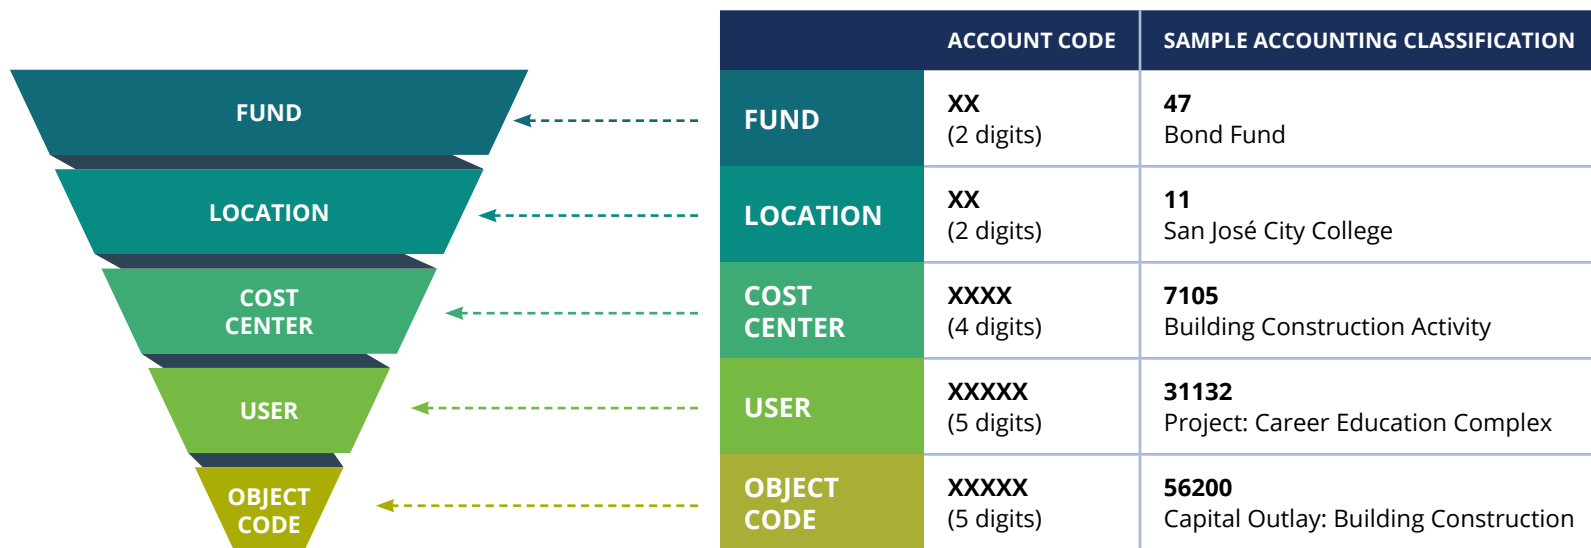 FUND
LOCATION
COST
CENTER
USER
OBJECT
CODE
ACCOUNT CODE SAMPLE ACCOUNTING CLASSIFICATION
FUND
XX
(2 digits)
47
Bond Fund
LOCATION
XX
(2 digits)
11
San José City College
COST
CENTER
XXXX
(4 digits)
7105
Building Construction Activity
USER
XXXXX
(5 digits)
31132
Project: Career Education Complex
OBJECT
CODE
XXXXX
(5 digits)
56200
Capital Outlay: Building Construction